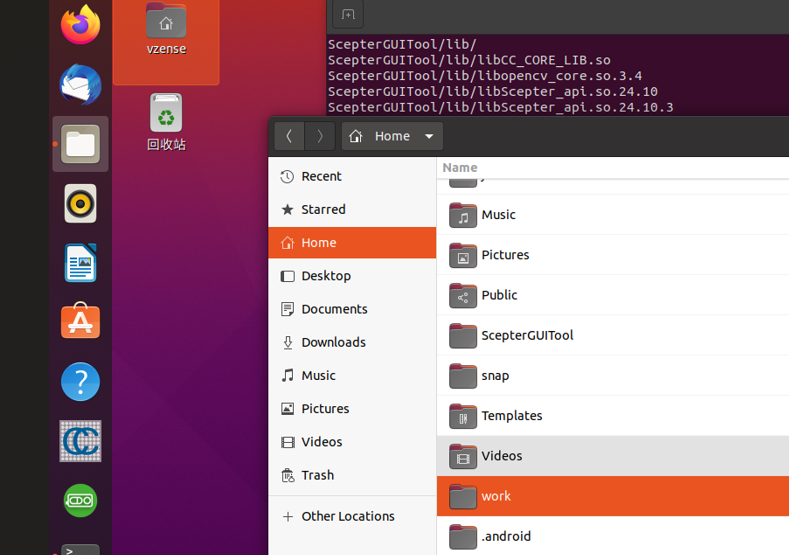 vzense
回收站
ScepterGUITool/lib/
ScepterGUITool/lib/libCC_CORE_LIB.so
ScepterGUITool/lib/libopencv_core.so.3.4
ScepterGUITool/lib/libScepter_api.so.24.10
ScepterGUITool/lib/libScepter_api.so.24.10.3
Home
Recent
Starred
Home
Desktop
Documents
Downloads
Music
Pictures
Videos
Trash
Other Locations
Name
Music
Pictures
Public
ScepterGUITool
snap
Templates
Videos
work
.android
CDO